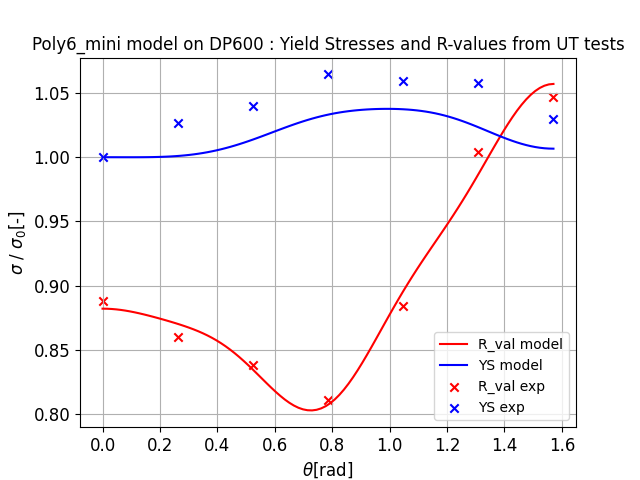 Poly6_mini model on DP600 : Yield Stresses and R-values from UT tests
σ / σ₀[-]
1.05
1.00
0.95
0.90
0.85
0.80
0.0 0.2 0.4 0.6 0.8 1.0 1.2 1.4 1.6
θ[rad]
R_val model
YS model
R_val exp
YS exp